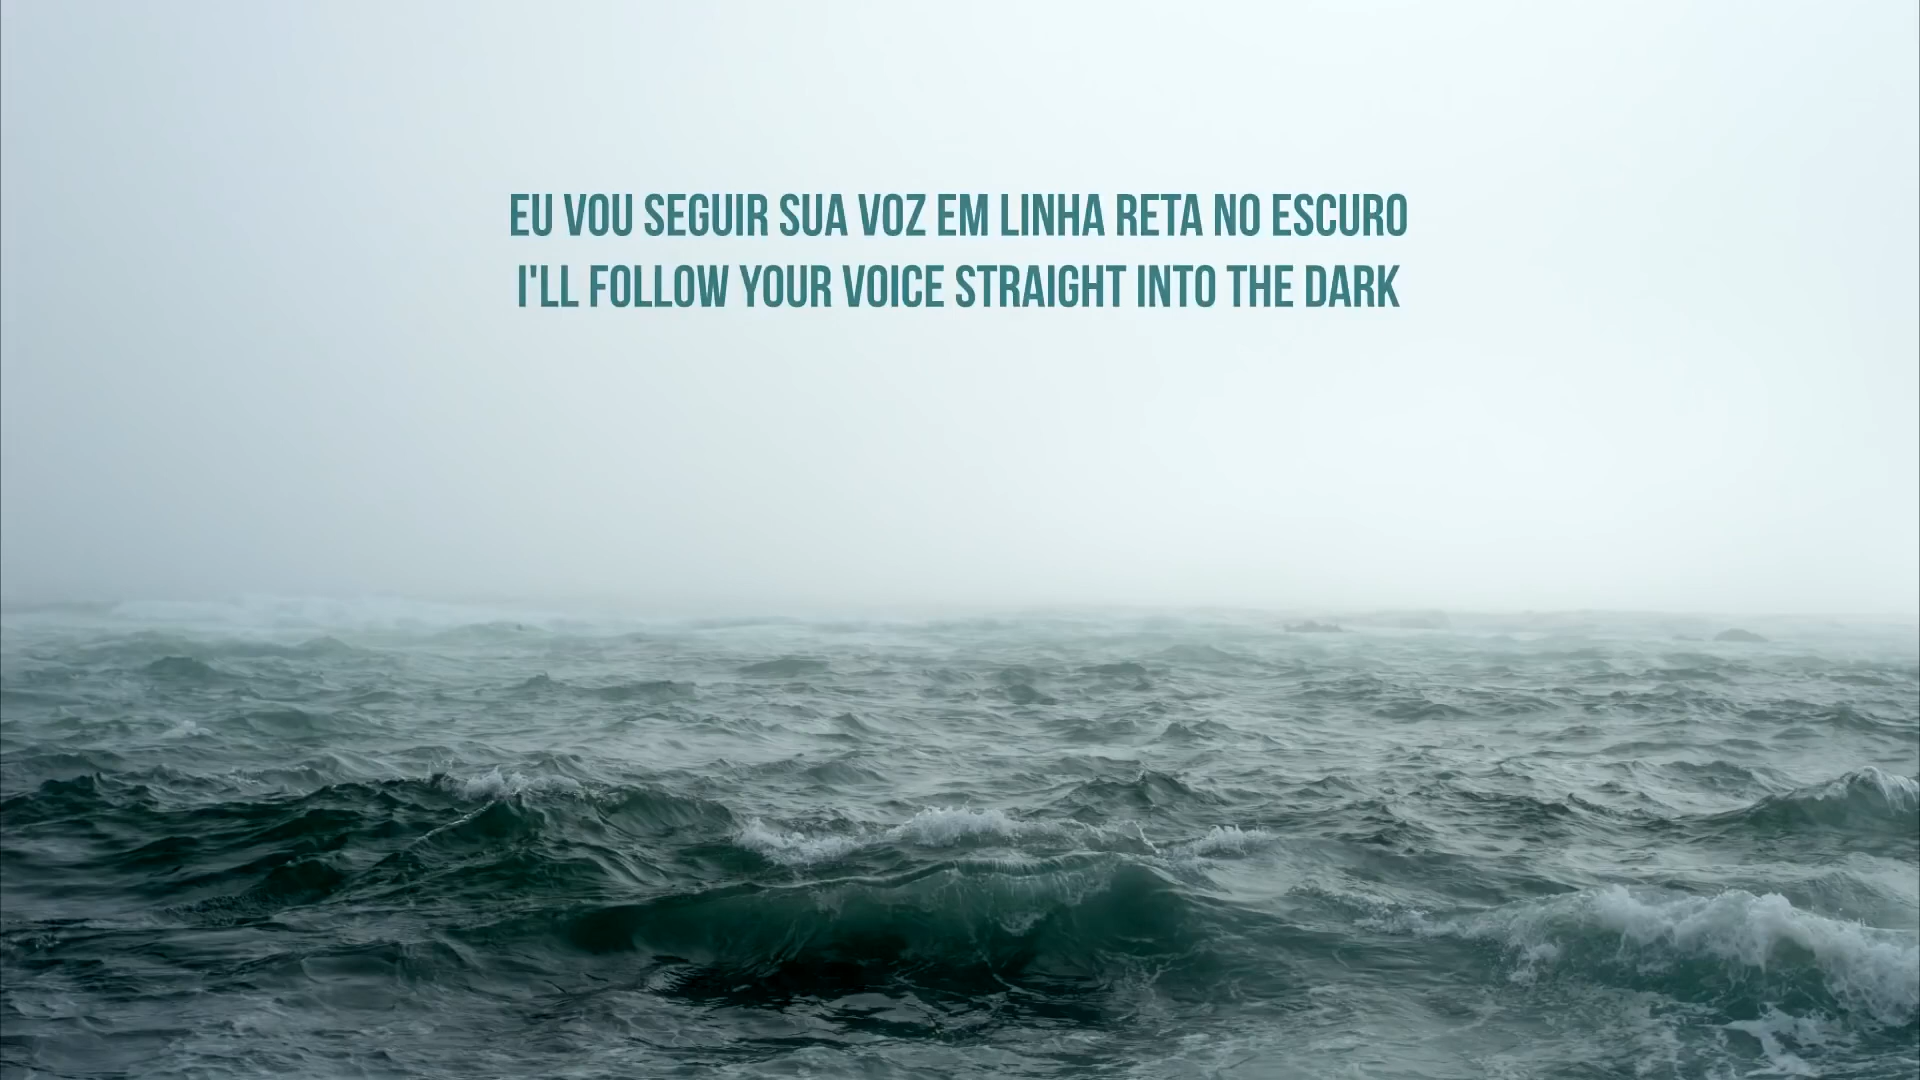 EU VOU SEGUIR SUA VOZ EM LINHA RETA NO ESCURO
I'LL FOLLOW YOUR VOICE STRAIGHT INTO THE DARK